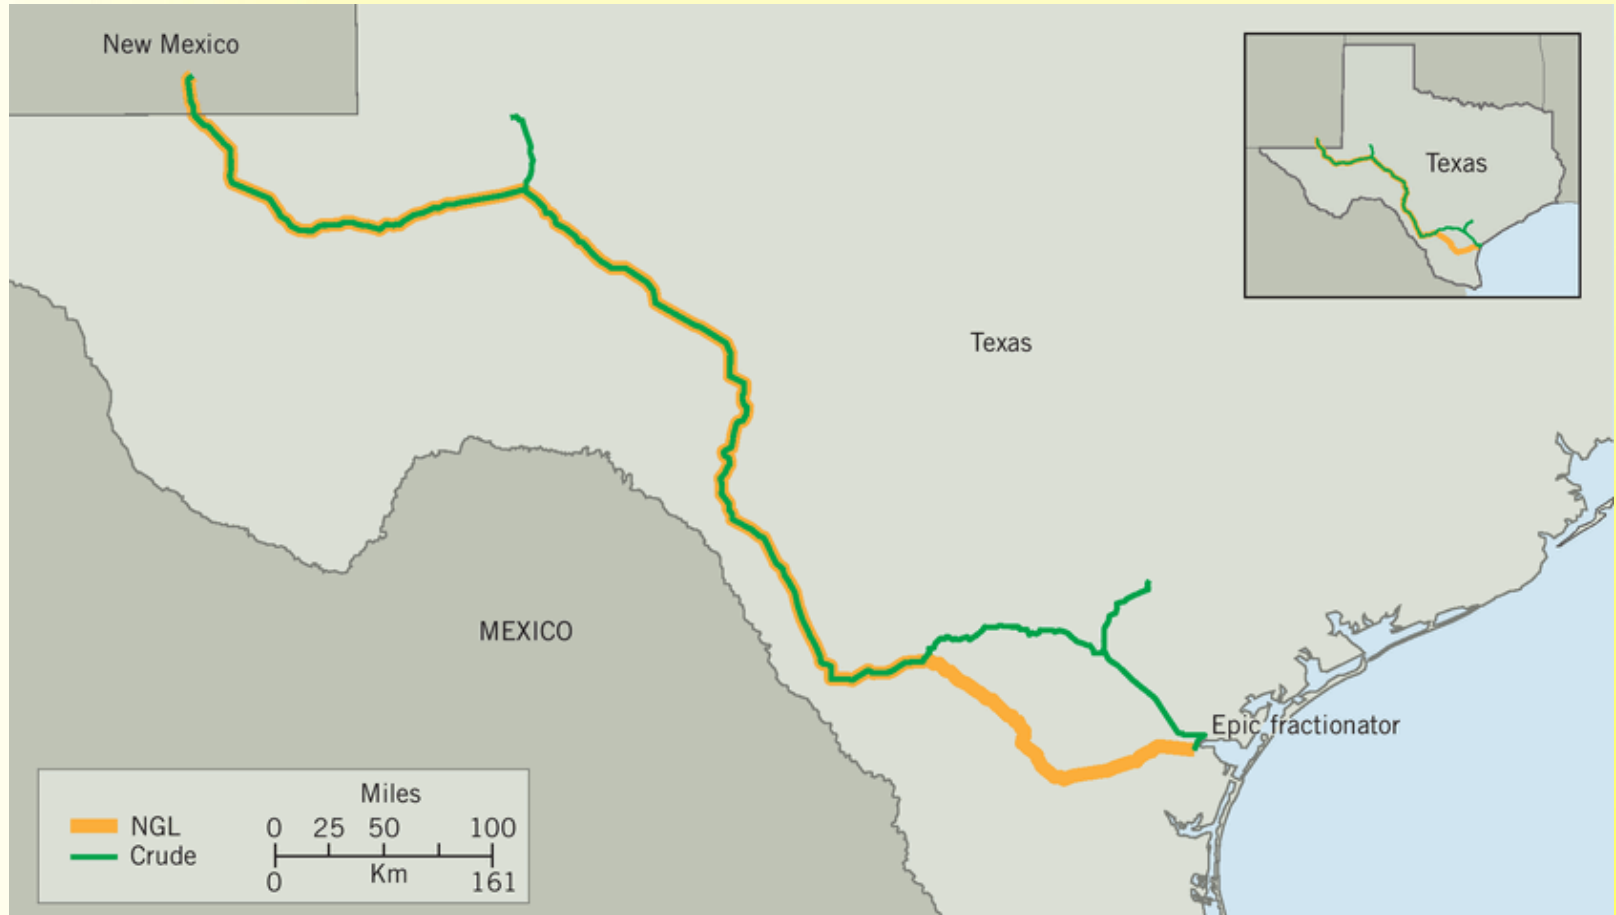 New Mexico
Texas
Texas
MEXICO
Epic fractionator
Miles
NGL
0 25 50 100
Crude
Km
0 161